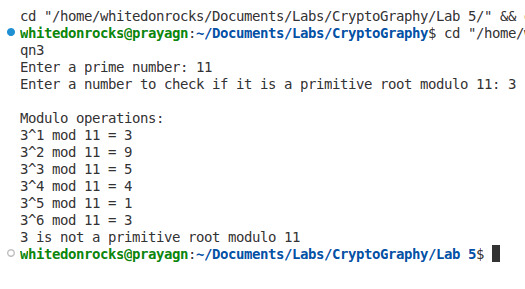 cd "/home/whitedonrocks/Documents/Labs/CryptoGraphy/Lab 5/" &&
whitedonrocks@prayagn:~/Documents/Labs/CryptoGraphy$ cd "/home/
qn3
Enter a prime number: 11
Enter a number to check if it is a primitive root modulo 11: 3
Modulo operations:
3^1 mod 11 = 3
3^2 mod 11 = 9
3^3 mod 11 = 5
3^4 mod 11 = 4
3^5 mod 11 = 1
3^6 mod 11 = 3
3 is not a primitive root modulo 11
whitedonrocks@prayagn:~/Documents/Labs/CryptoGraphy/Lab 5$